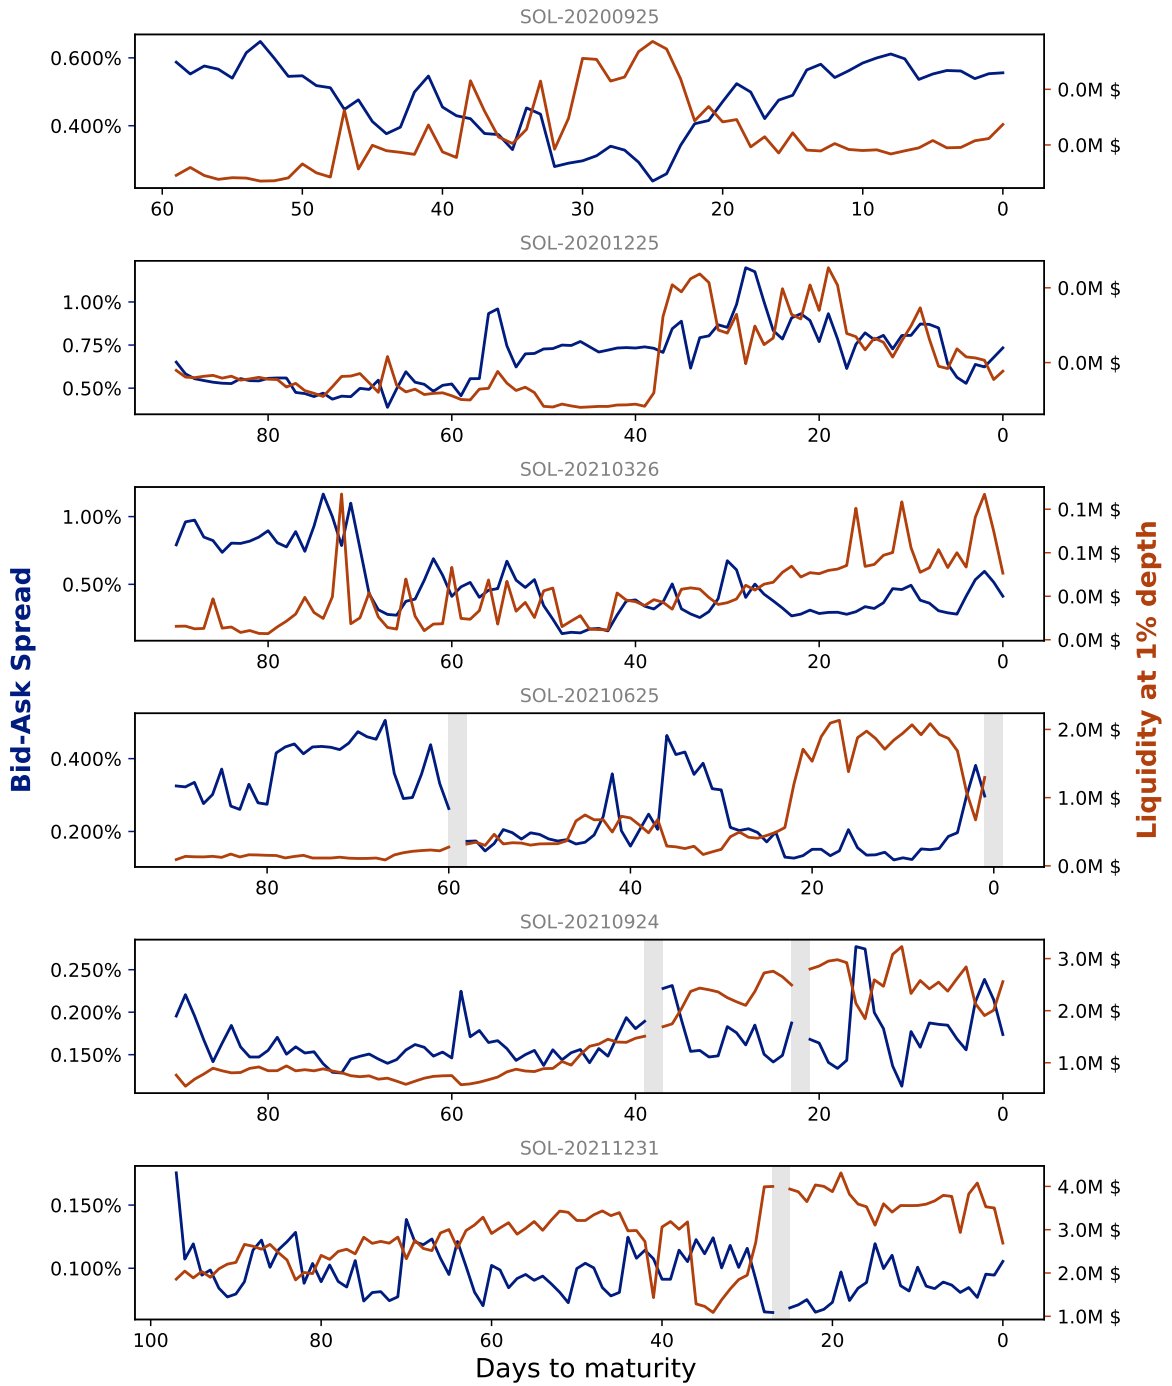 SOL-20200925
0.600%
0.400%
0.0M $
0.0M $
60 50 40 30 20 10 0
SOL-20201225
1.00%
0.75%
0.50%
0.0M $
0.0M $
80 60 40 20 0
SOL-20210326
1.00%
0.50%
0.1M $
0.1M $
0.0M $
0.0M $
80 60 40 20 0
SOL-20210625
0.400%
0.200%
2.0M $
1.0M $
0.0M $
80 60 40 20 0
SOL-20210924
0.250%
0.200%
0.150%
3.0M $
2.0M $
1.0M $
80 60 40 20 0
SOL-20211231
0.150%
0.100%
4.0M $
3.0M $
2.0M $
1.0M $
100 80 60 40 20 0
Days to maturity
Bid-Ask Spread
Liquidity at 1% depth